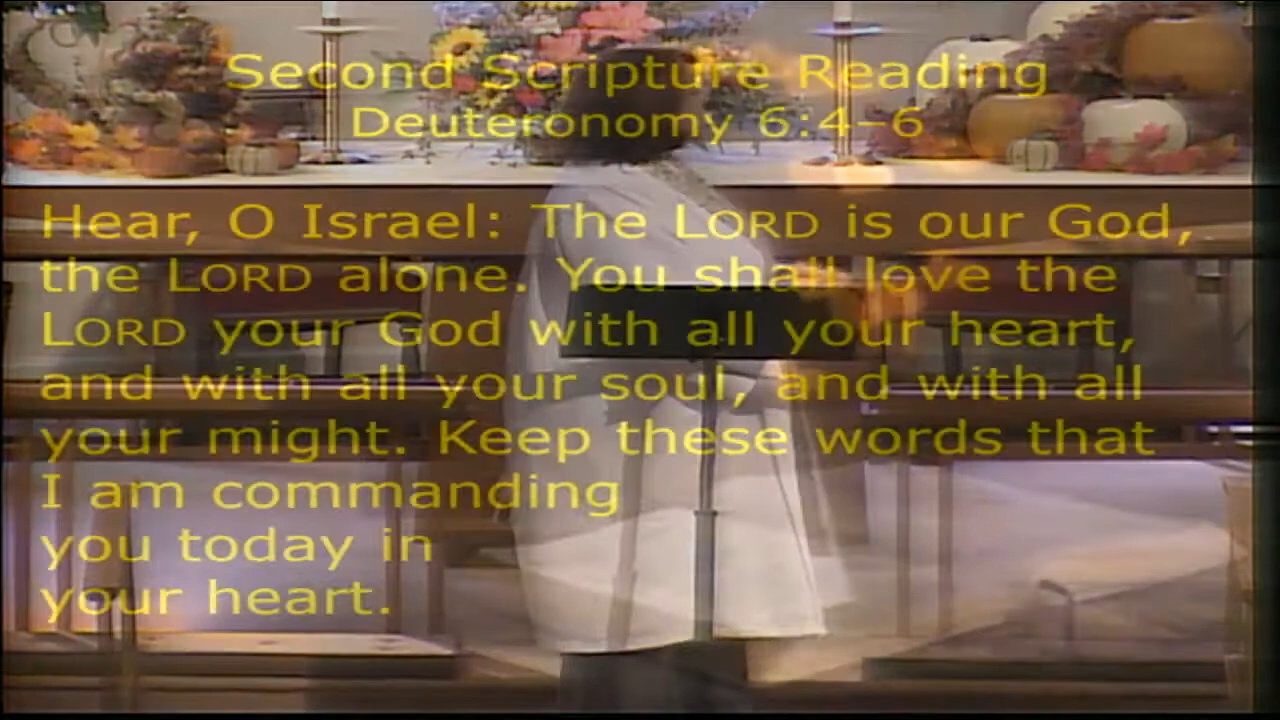 Second Scripture Reading
Deuteronomy 6:4–6
Hear, O Israel: The LORD is our God,
the LORD alone. You shall love the
LORD your God with all your heart,
and with all your soul, and with all
your might. Keep these words that
I am commanding
you today in
your heart.